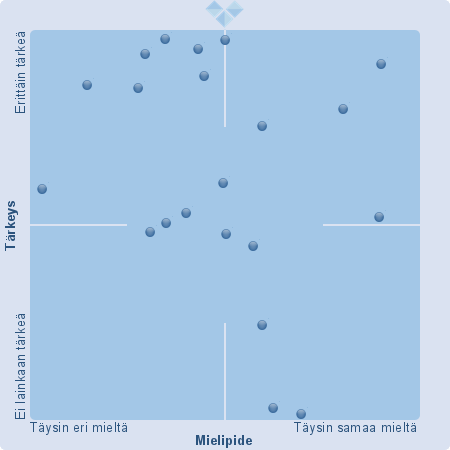 Erittäin tärkeä
Tärkeys
Ei lainkaan tärkeä
Täysin eri mieltä
Täysin samaa mieltä
Mielipide